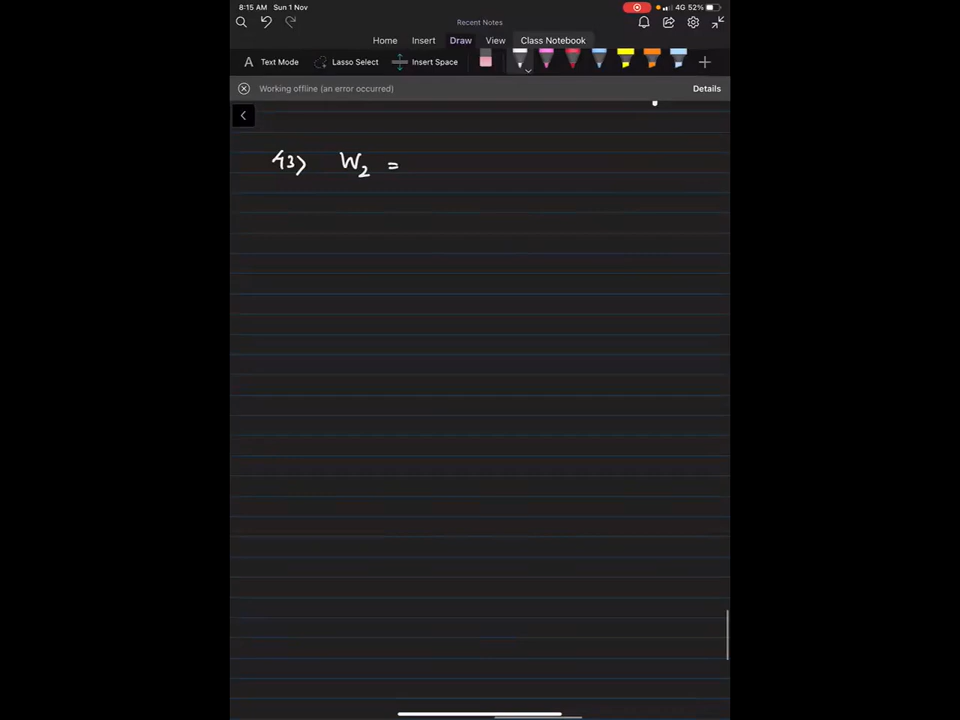 8:15 AM Sun 1 Nov 4G 52%
Recent Notes
Home Insert Draw View Class Notebook
Text Mode Lasso Select Insert Space
Working offline (an error occurred) Details
W₂ =